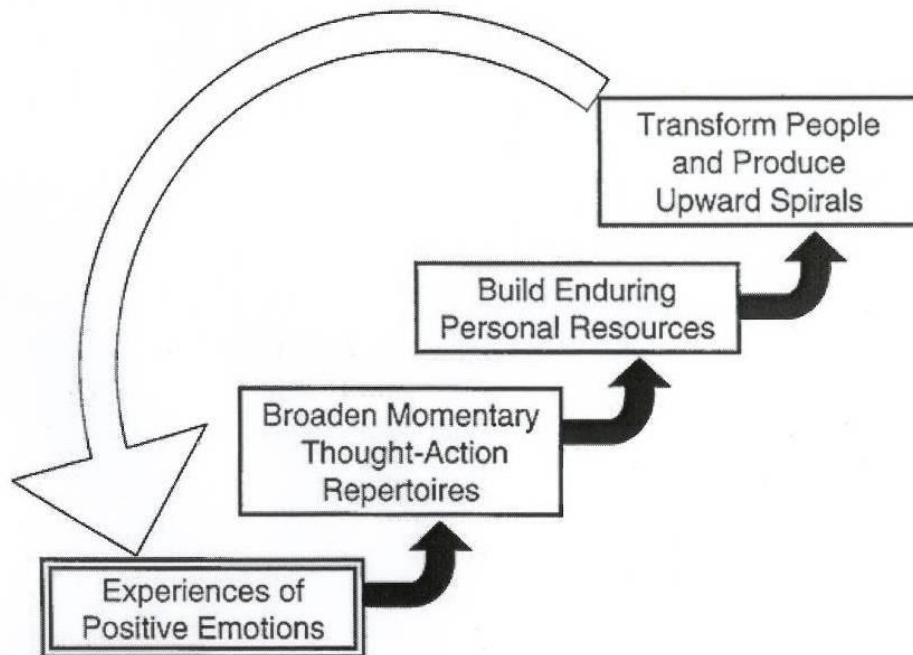 Transform People
and Produce
Upward Spirals
Build Enduring
Personal Resources
Broaden Momentary
Thought-Action
Repertoires
Experiences of
Positive Emotions